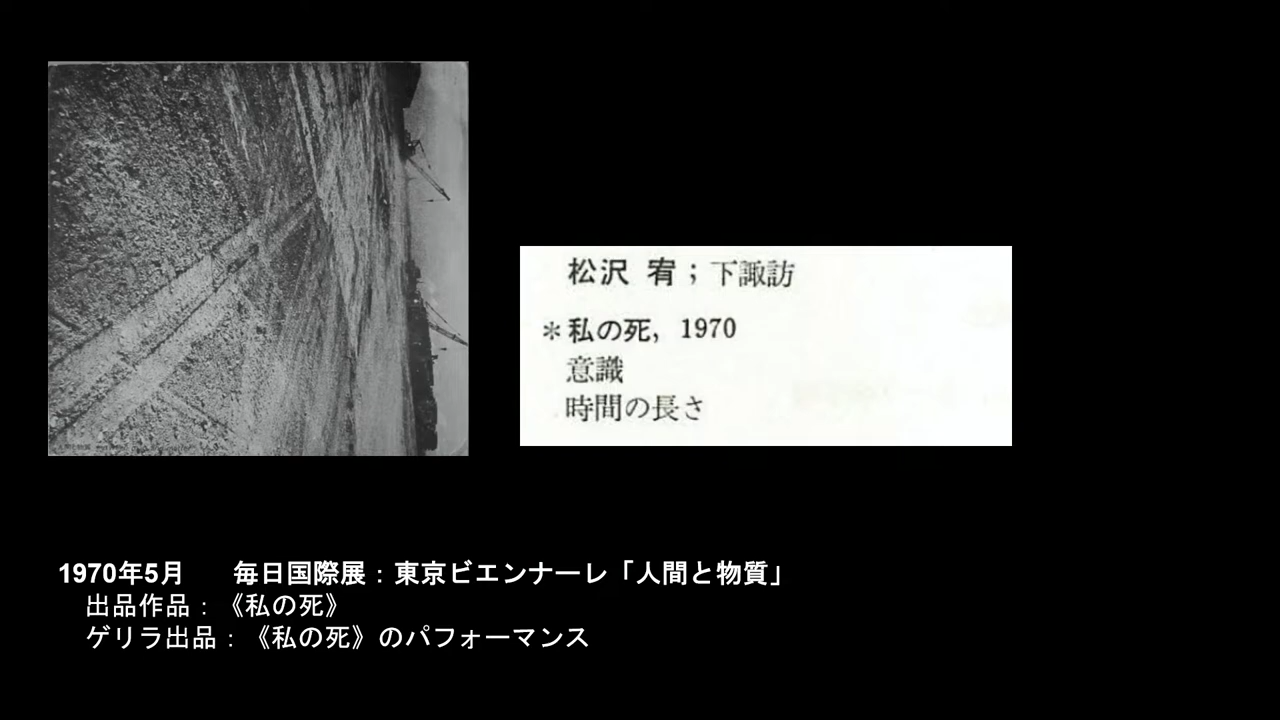 松沢 宥；下諏訪
＊私の死，1970
意識
時間の長さ
1970年5月　毎日国際展：東京ビエンナーレ「人間と物質」
出品作品：《私の死》
ゲリラ出品：《私の死》のパフォーマンス